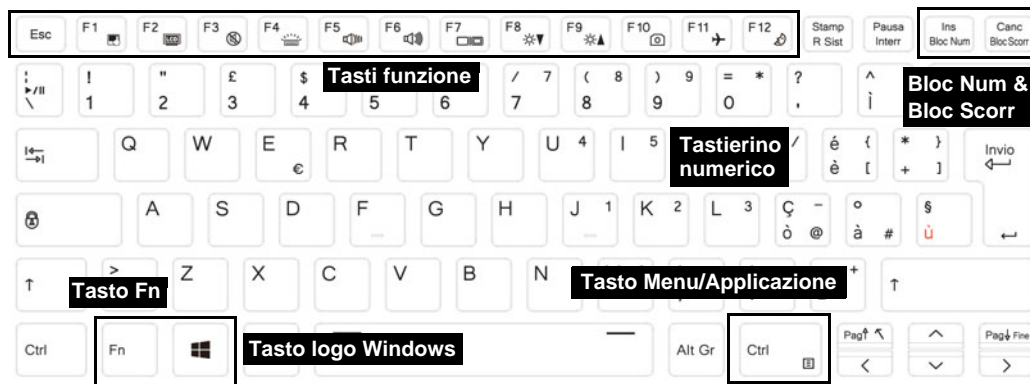 Esc F1 F2 F3 F4 F5 F6 F7 F8 F9 F10 F11 F12 Stamp R Sist Pausa Interr Ins Bloc Num Canc Bloc Scorr
Tasti funzione
Bloc Num &
Bloc Scorr
\ ! 1 " 2 £ 3 $ 4 5 6 / 7 7 ( 8 8 ) 9 9 = * 0 ? ' ^ ì
Q W E € R T Y U 4 I 5 / é { è [ * } + ] Invio
Tastierino
numerico
A S D F G H J 1 K 2 L 3 ç ò @ ° à # § ù
Tasto Fn
> Z X C V B N +
Tasto Menu/Applicazione
Ctrl Fn Alt Gr Ctrl Pag Pag Fine
Tasto logo Windows